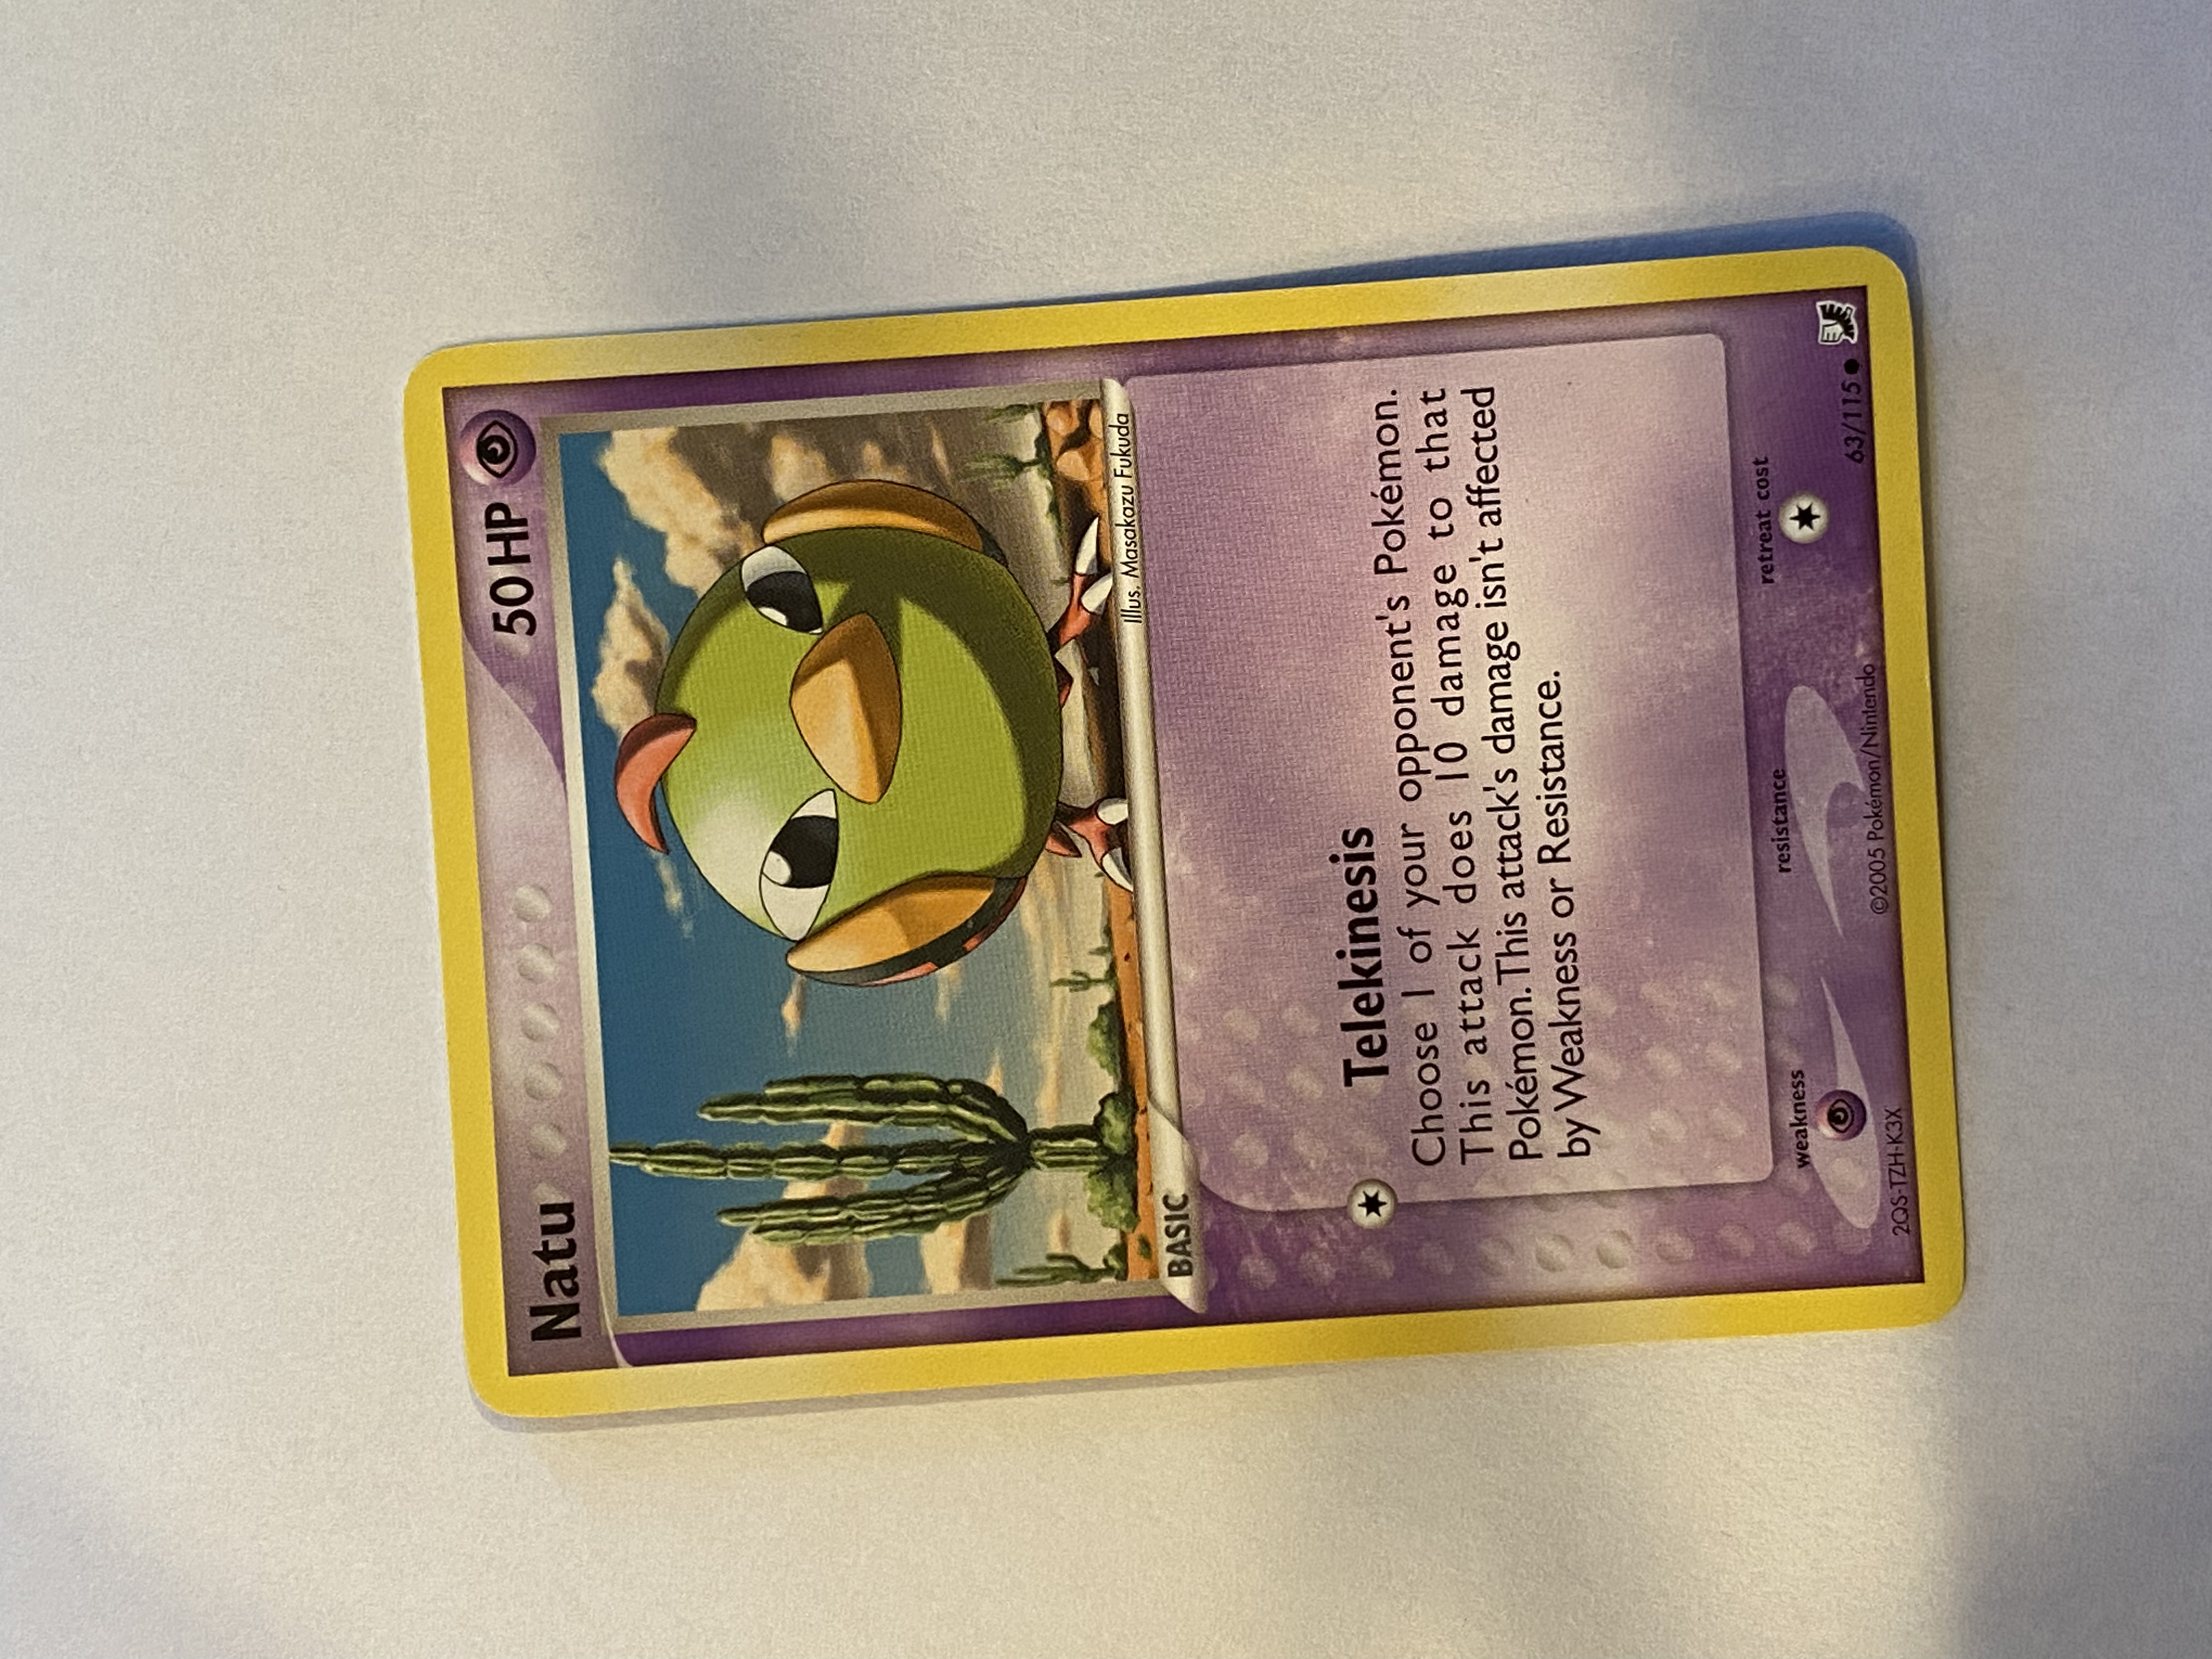 Natu
50 HP
Illus. Masakazu Fukuda
BASIC
Telekinesis
Choose 1 of your opponent's Pokémon.
This attack does 10 damage to that
Pokémon. This attack's damage isn't affected
by Weakness or Resistance.
weakness
resistance
retreat cost
63/115
©2005 Pokémon/Nintendo
2QS-TZH-K3X